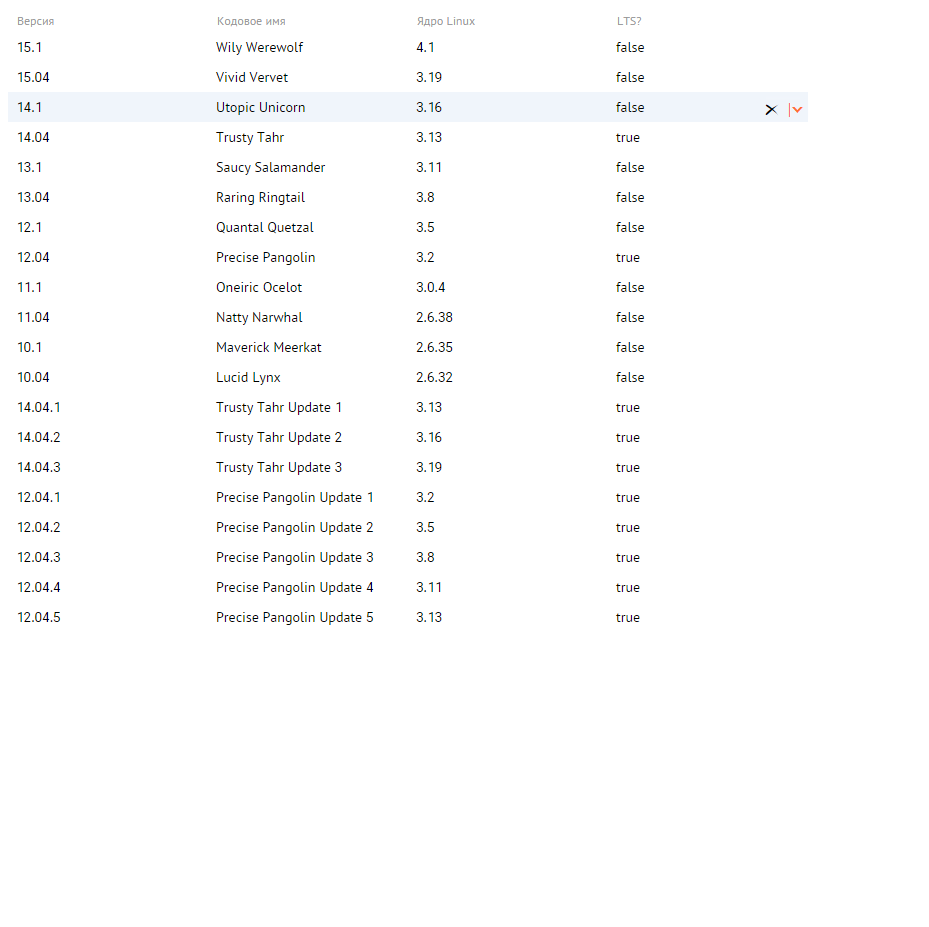 Версия Кодовое имя Ядро Linux LTS?
15.1 Wily Werewolf 4.1 false
15.04 Vivid Vervet 3.19 false
14.1 Utopic Unicorn 3.16 false
14.04 Trusty Tahr 3.13 true
13.1 Saucy Salamander 3.11 false
13.04 Raring Ringtail 3.8 false
12.1 Quantal Quetzal 3.5 false
12.04 Precise Pangolin 3.2 true
11.1 Oneiric Ocelot 3.0.4 false
11.04 Natty Narwhal 2.6.38 false
10.1 Maverick Meerkat 2.6.35 false
10.04 Lucid Lynx 2.6.32 false
14.04.1 Trusty Tahr Update 1 3.13 true
14.04.2 Trusty Tahr Update 2 3.16 true
14.04.3 Trusty Tahr Update 3 3.19 true
12.04.1 Precise Pangolin Update 1 3.2 true
12.04.2 Precise Pangolin Update 2 3.5 true
12.04.3 Precise Pangolin Update 3 3.8 true
12.04.4 Precise Pangolin Update 4 3.11 true
12.04.5 Precise Pangolin Update 5 3.13 true